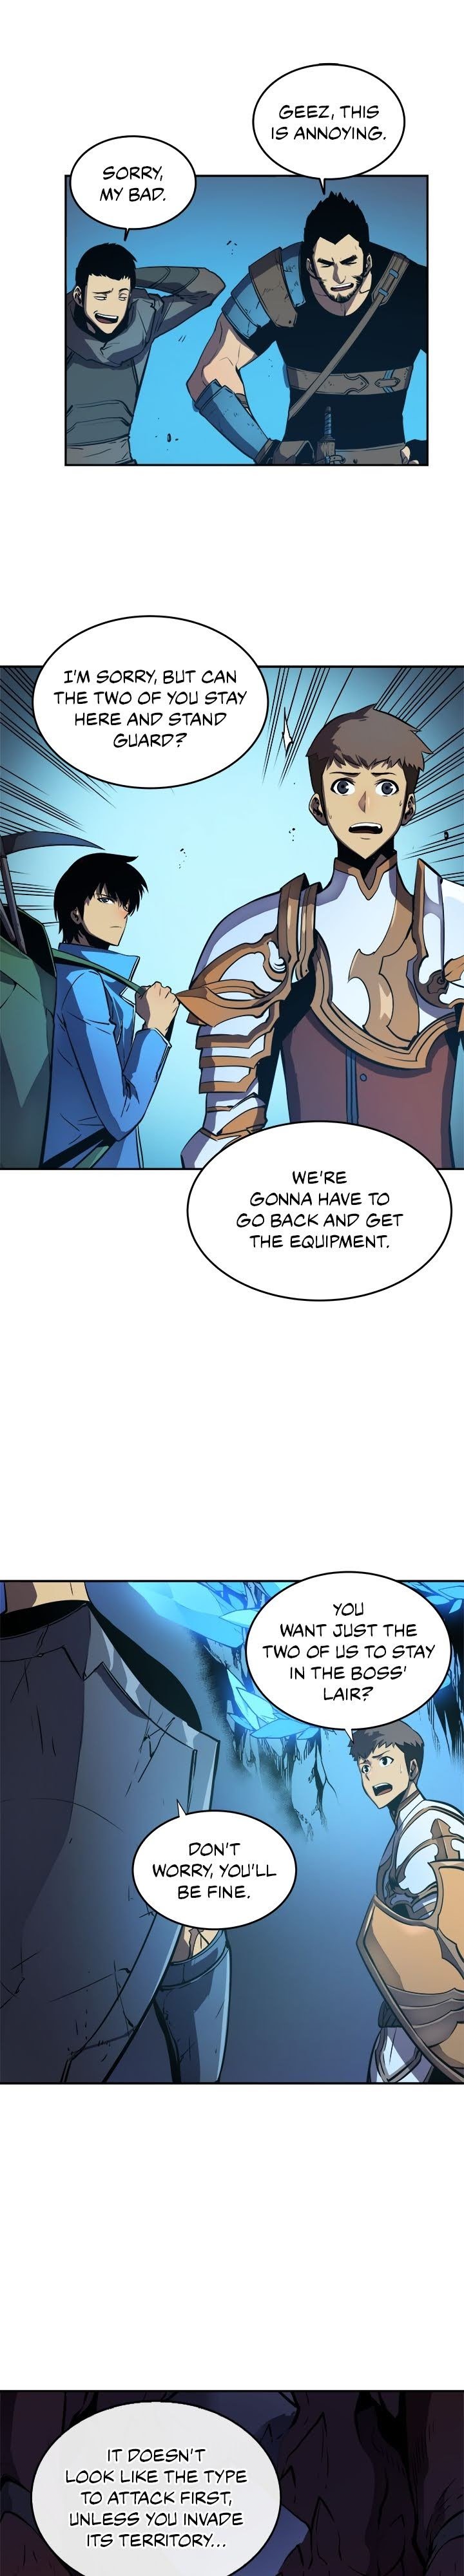 GEEZ, THIS
IS ANNOYING.
SORRY,
MY BAD.
I'M SORRY, BUT CAN
THE TWO OF YOU STAY
HERE AND STAND
GUARD?
WE'RE
GONNA HAVE TO
GO BACK AND GET
THE EQUIPMENT.
YOU
WANT JUST THE
TWO OF US TO STAY
IN THE BOSS'
LAIR?
DON'T
WORRY, YOU'LL
BE FINE.
IT DOESN'T
LOOK LIKE THE TYPE
TO ATTACK FIRST,
UNLESS YOU INVADE
ITS TERRITORY...